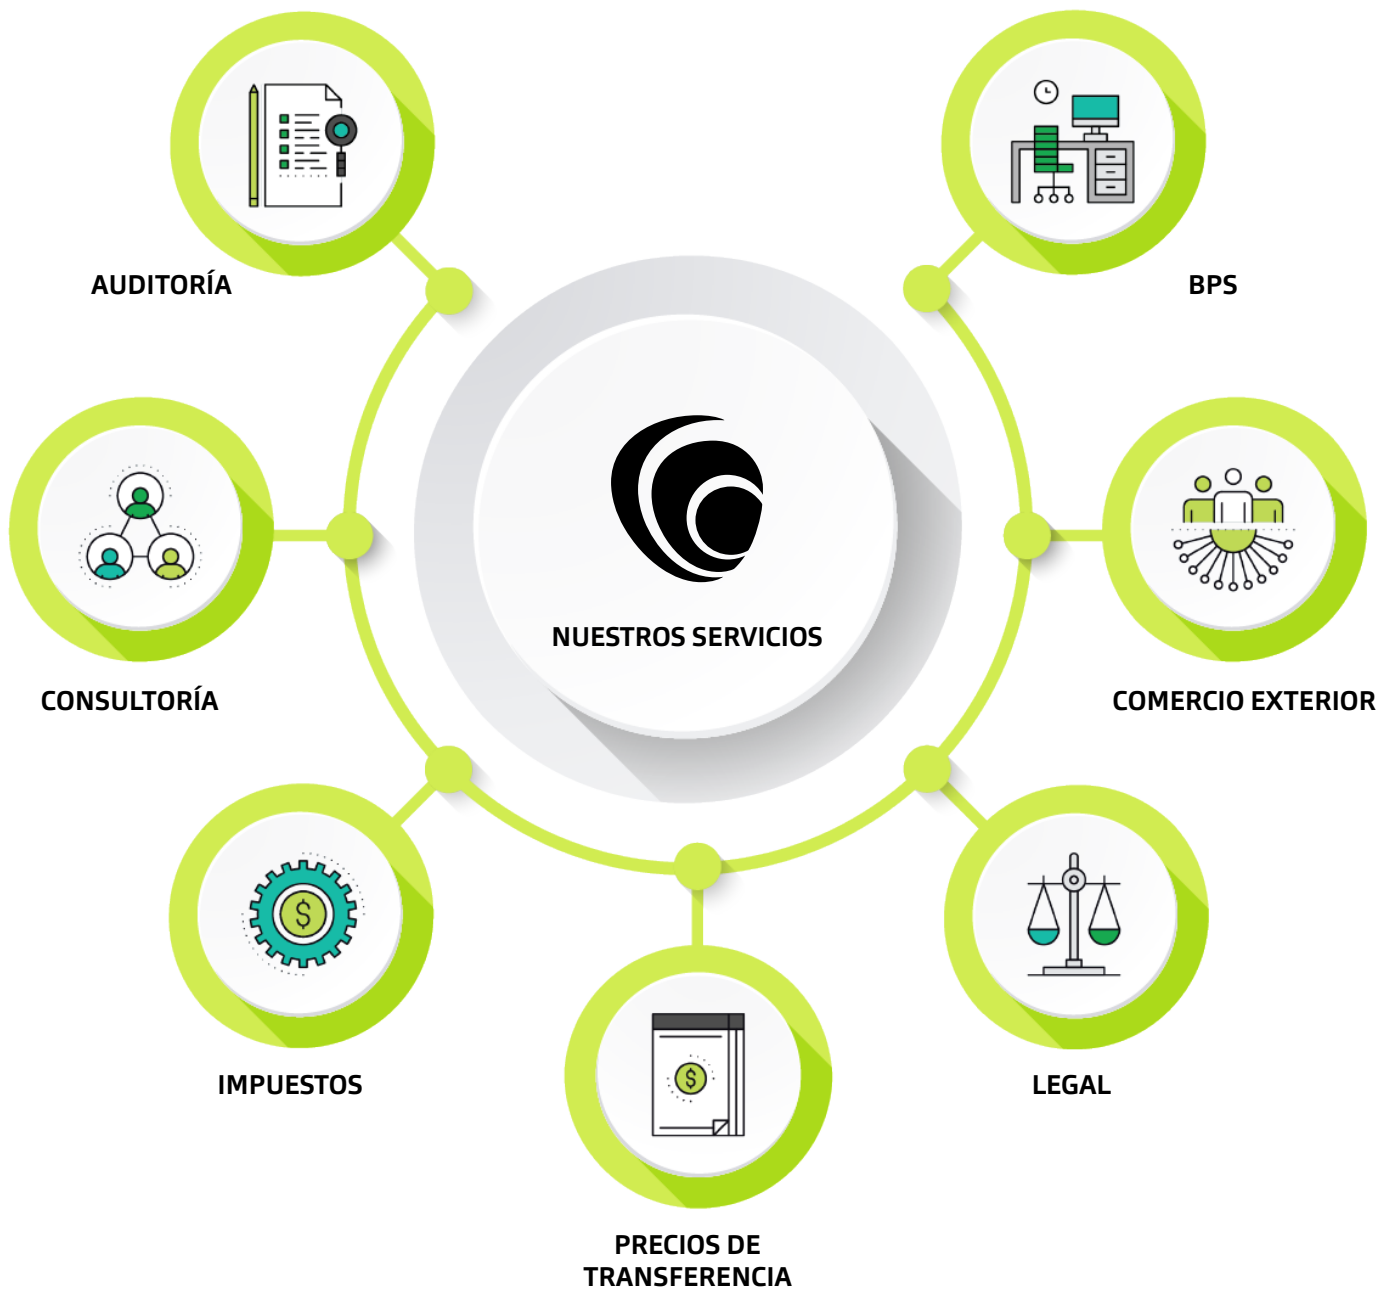 AUDITORÍA
BPS
NUESTROS SERVICIOS
CONSULTORÍA
COMERCIO EXTERIOR
IMPUESTOS
LEGAL
PRECIOS DE
TRANSFERENCIA